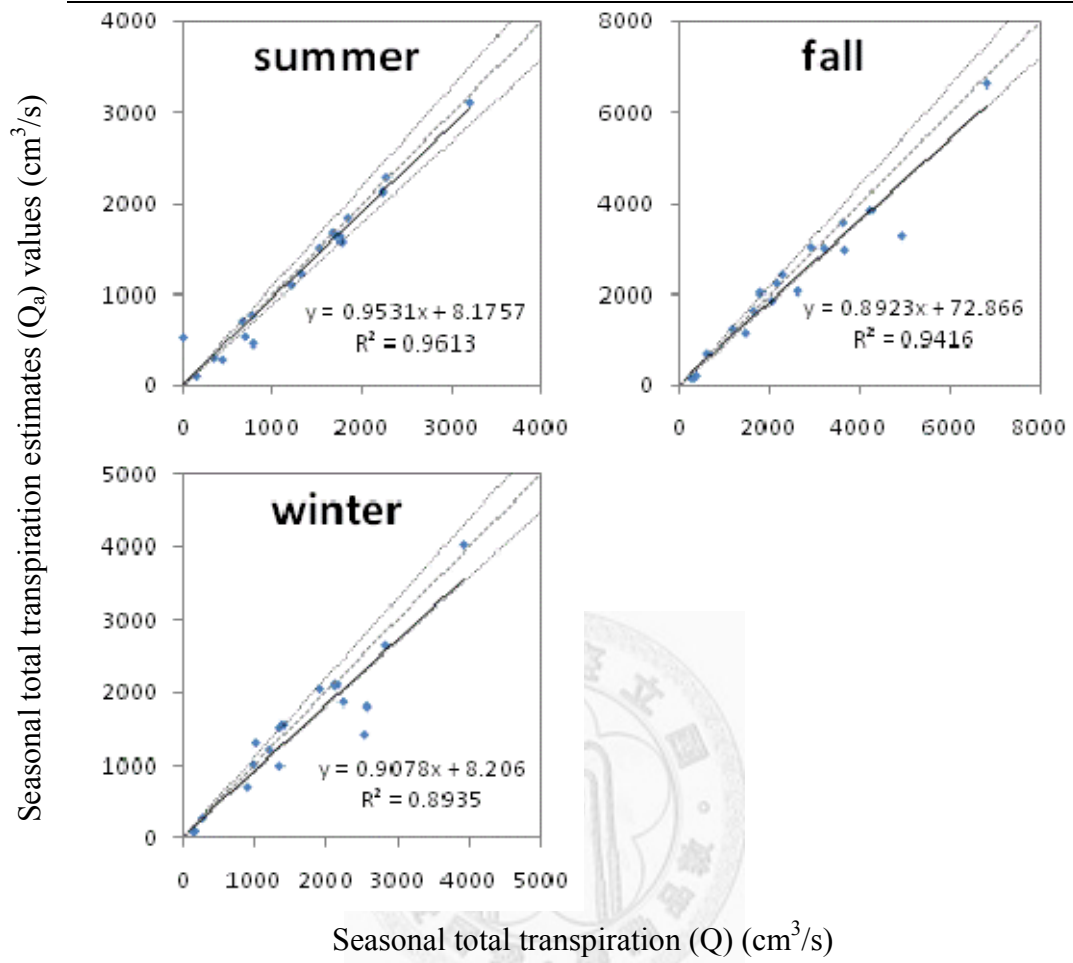 Seasonal total transpiration estimates (Qa) values (cm³/s)
summer
4000
3000
2000
1000
0
y = 0.9531x + 8.1757
R² = 0.9613
0 1000 2000 3000 4000
fall
8000
6000
4000
2000
0
y = 0.8923x + 72.866
R² = 0.9416
0 2000 4000 6000 8000
winter
5000
4000
3000
2000
1000
0
y = 0.9078x + 8.206
R² = 0.8935
0 1000 2000 3000 4000 5000
Seasonal total transpiration (Q) (cm³/s)